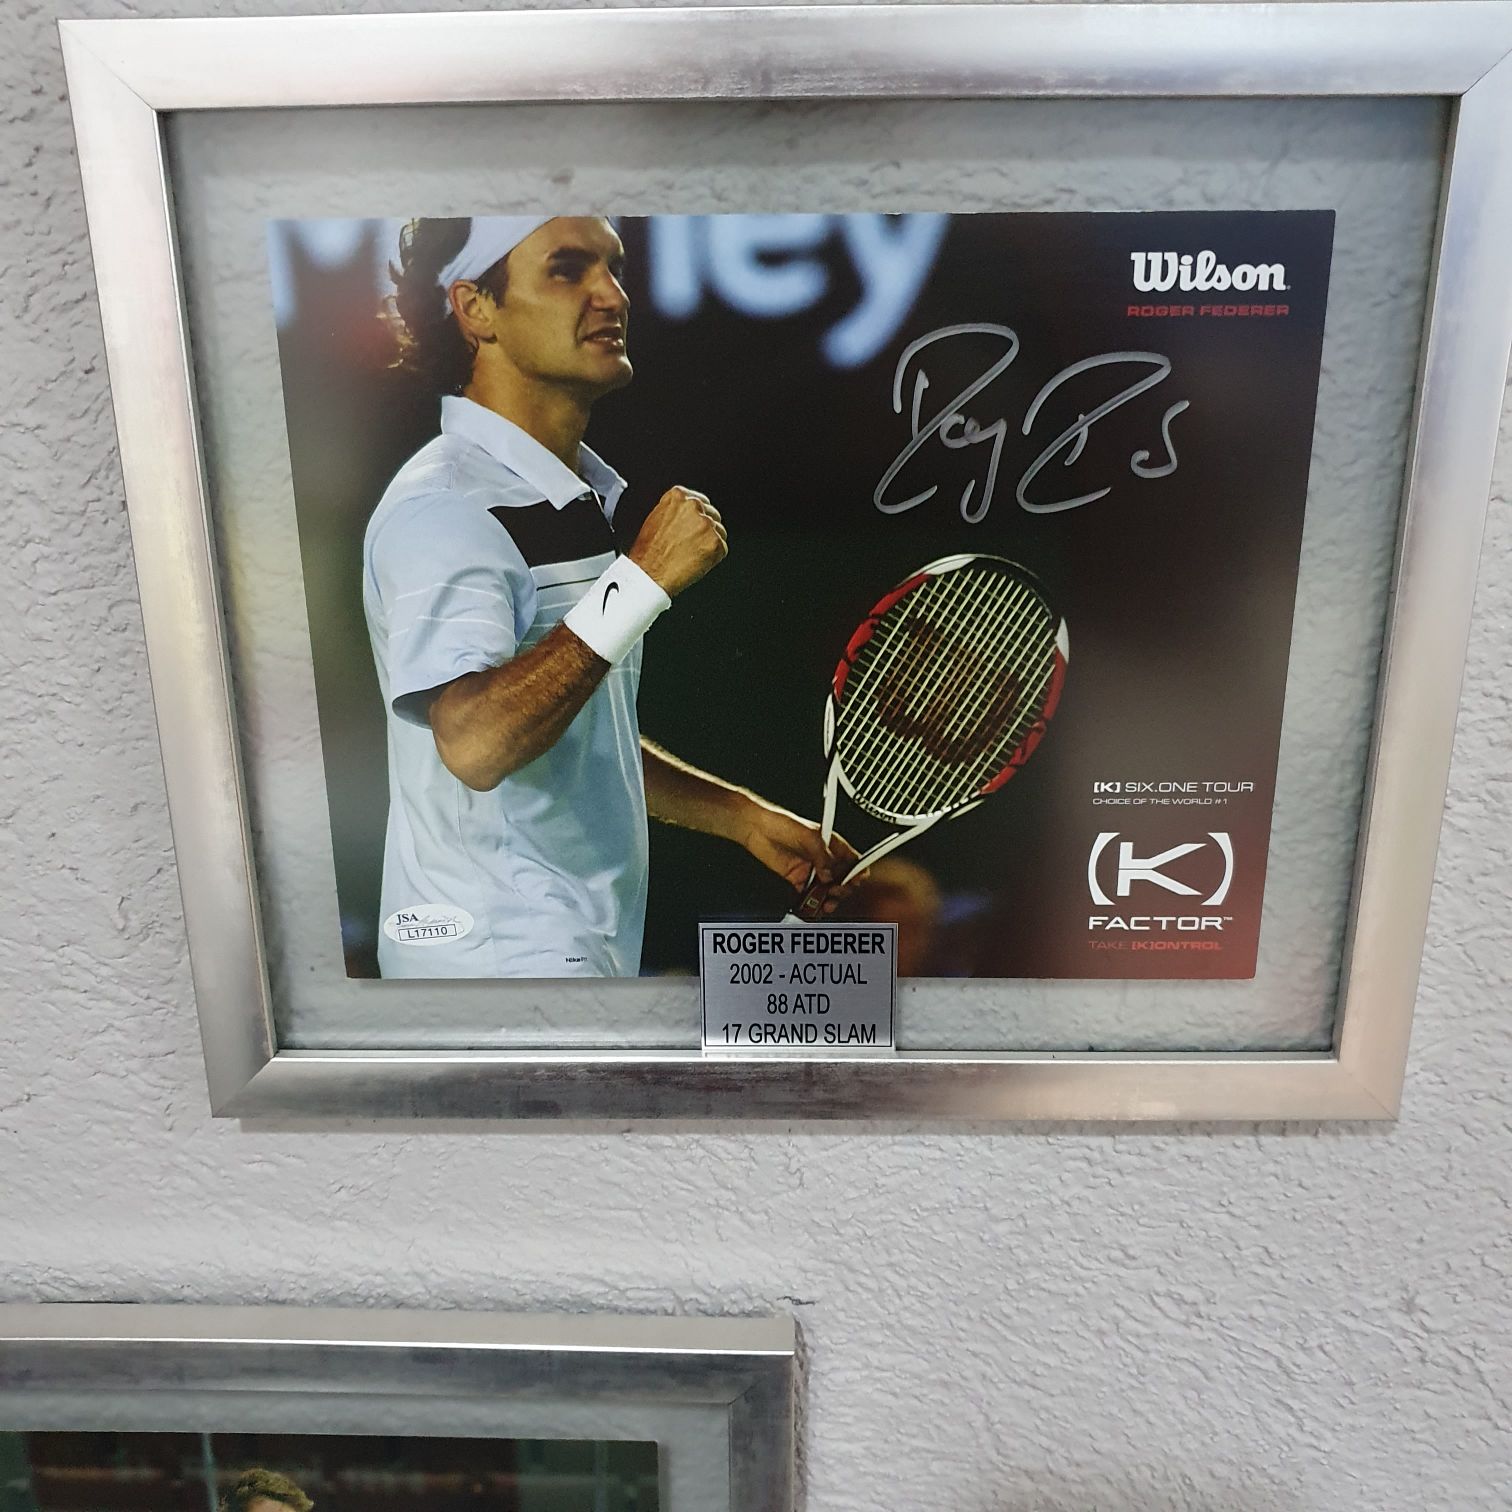 ey
Wilson
ROGER FEDERER
[K] SIX.ONE TOUR
CHOICE OF THE WORLD #1
(K)
FACTOR™
TAKE [K]ONTROL
JSA
L17110
ROGER FEDERER
2002 - ACTUAL
88 ATD
17 GRAND SLAM